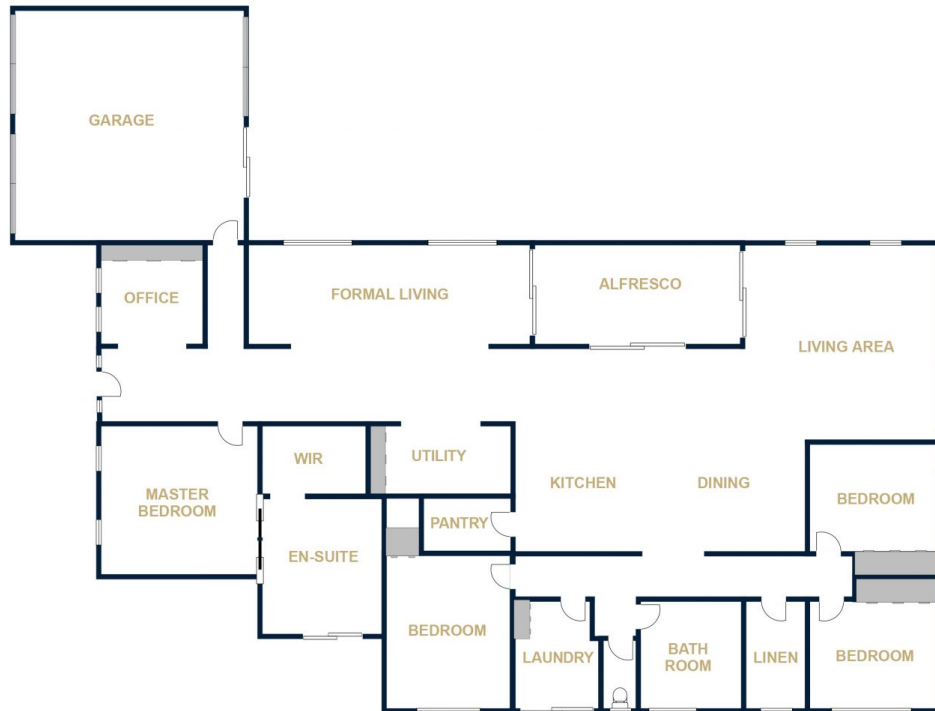 GARAGE
OFFICE
FORMAL LIVING
ALFRESCO
LIVING AREA
MASTER
BEDROOM
WIR
UTILITY
KITCHEN
DINING
BEDROOM
PANTRY
EN-SUITE
BEDROOM
LAUNDRY
BATH
ROOM
LINEN
BEDROOM